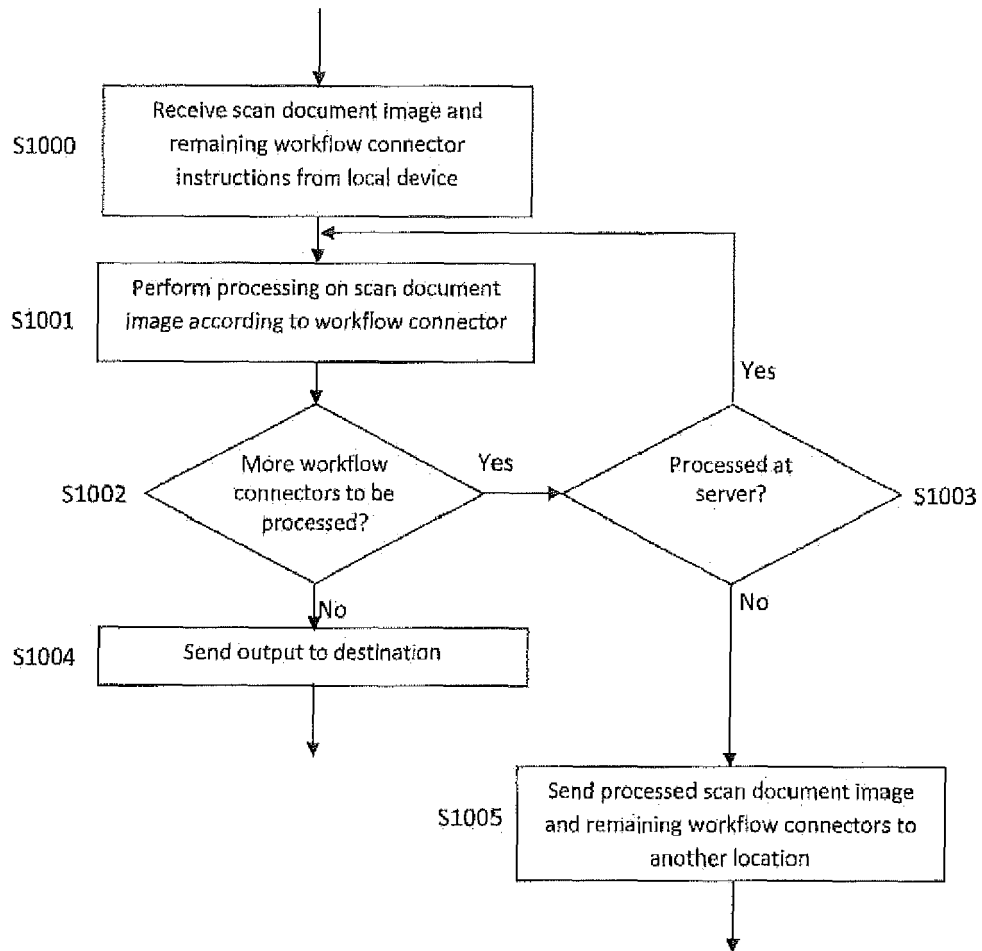 S1000
Receive scan document image and
remaining workflow connector
instructions from local device
S1001
Perform processing on scan document
image according to workflow connector
S1002
More workflow
connectors to be
processed?
Yes
Processed at
server?
Yes
S1003
No
No
S1004
Send output to destination
S1005
Send processed scan document image
and remaining workflow connectors to
another location